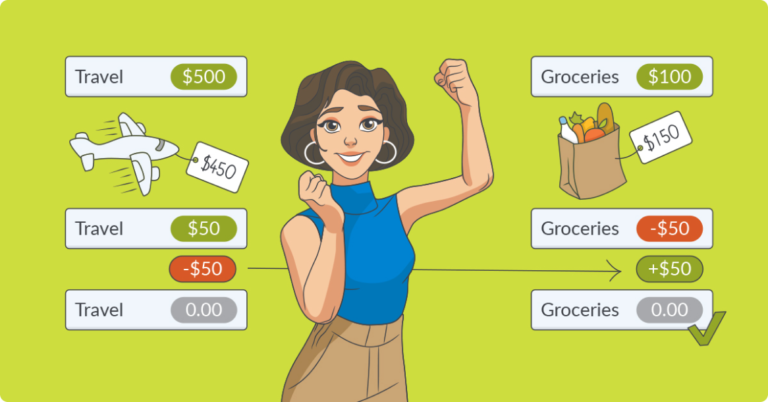 Travel $500
$450
Travel $50
-$50
Travel 0.00
Groceries $100
$150
Groceries -$50
+$50
Groceries 0.00